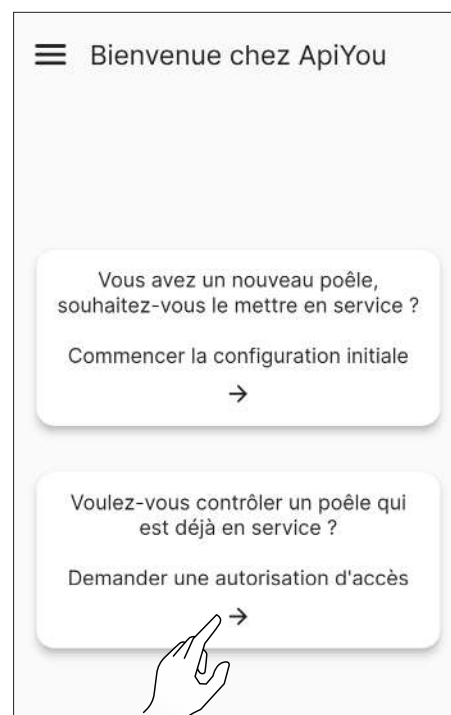 Bienvenue chez ApiYou
Vous avez un nouveau poêle,
souhaitez-vous le mettre en service ?
Commencer la configuration initiale
Voulez-vous contrôler un poêle qui
est déjà en service ?
Demander une autorisation d'accès